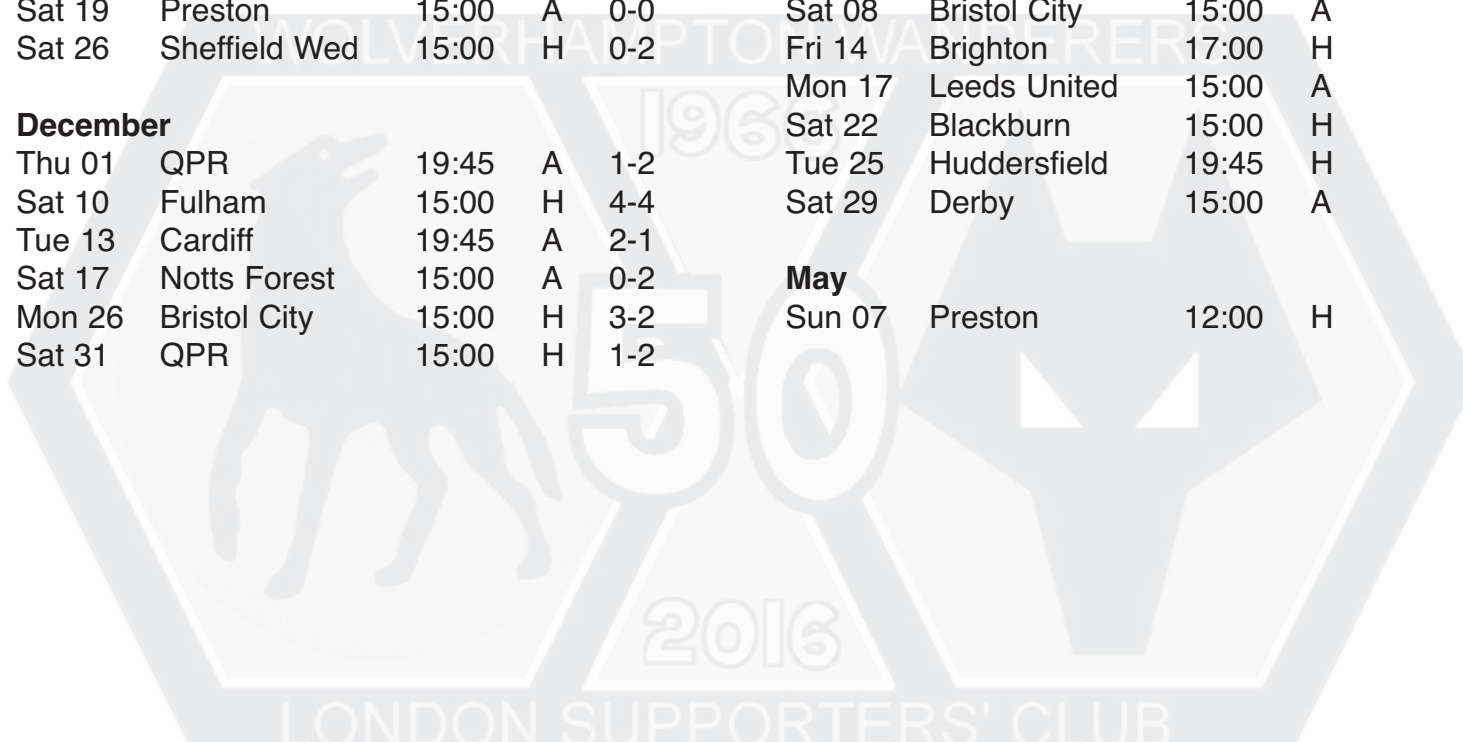 Sat 19 Preston 15:00 A 0-0
Sat 26 Sheffield Wed 15:00 H 0-2
December
Thu 01 QPR 19:45 A 1-2
Sat 10 Fulham 15:00 H 4-4
Tue 13 Cardiff 19:45 A 2-1
Sat 17 Notts Forest 15:00 A 0-2
Mon 26 Bristol City 15:00 H 3-2
Sat 31 QPR 15:00 H 1-2
Sat 08 Bristol City 15:00 A
Fri 14 Brighton 17:00 H
Mon 17 Leeds United 15:00 A
Sat 22 Blackburn 15:00 H
Tue 25 Huddersfield 19:45 H
Sat 29 Derby 15:00 A
May
Sun 07 Preston 12:00 H
WOLVERHAMPTON WANDERERS
1966
50
2016
LONDON SUPPORTERS' CLUB